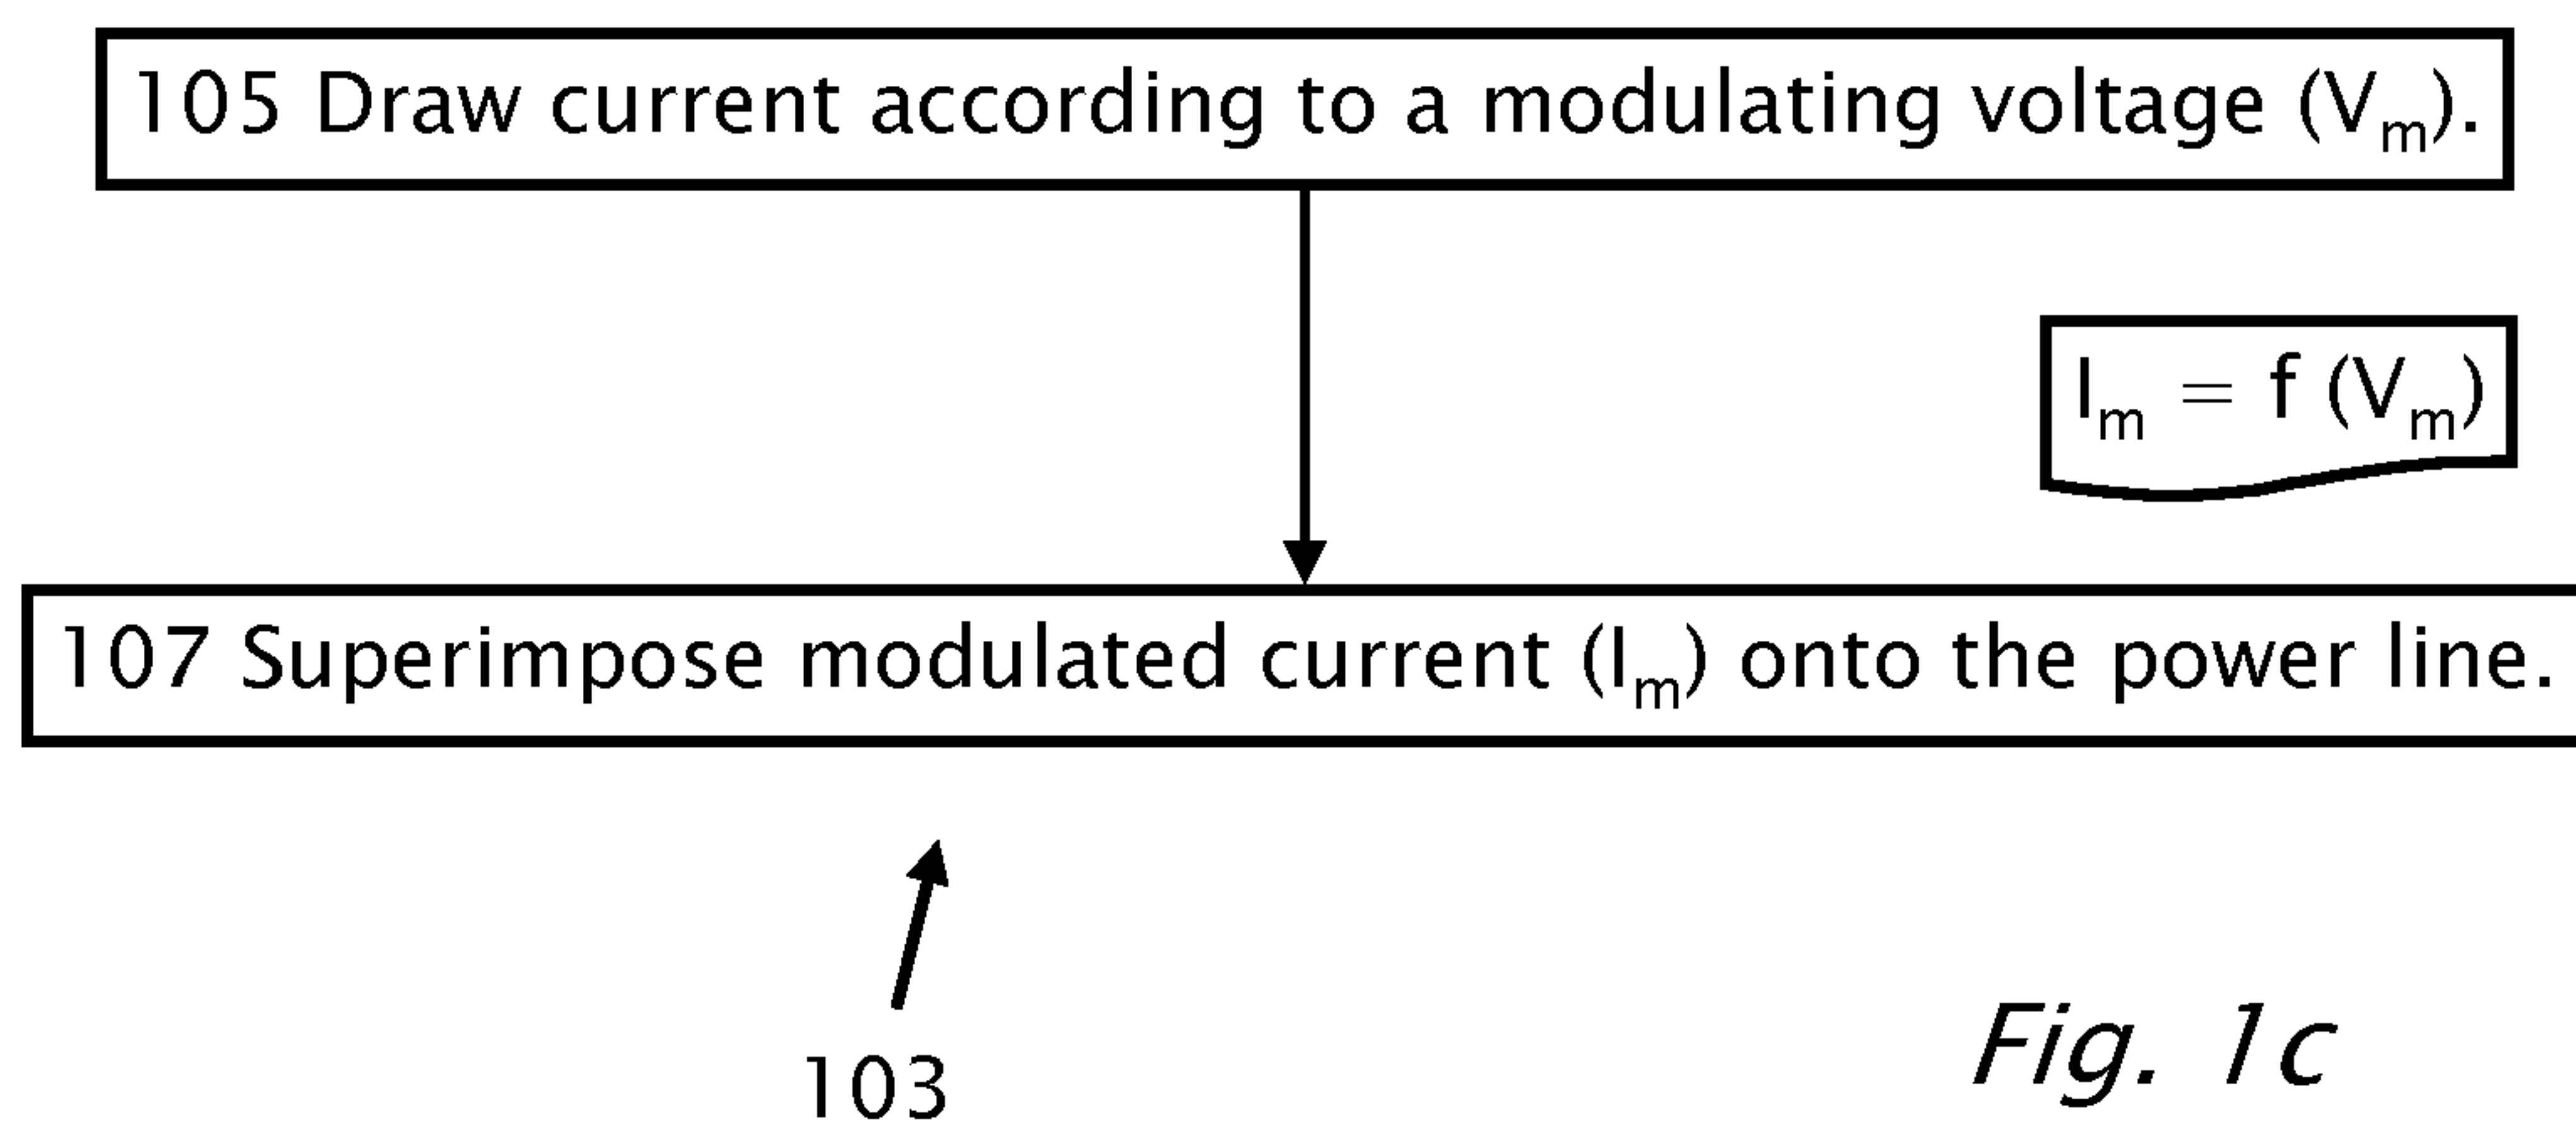 105 Draw current according to a modulating voltage (Vₘ).
Iₘ = f (Vₘ)
107 Superimpose modulated current (Iₘ) onto the power line.
103
Fig. 1c